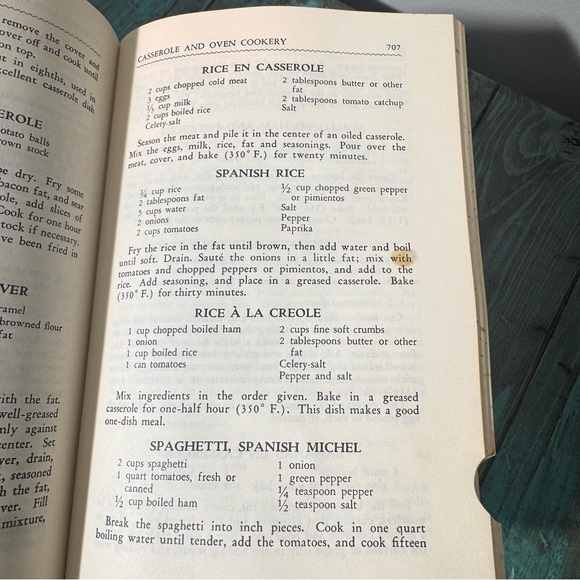 remove the cover and
over off and cook until
on top.
ut in eighths, used in
xcellent casserole dish
ROLE
otato balls
rown stock
pe dry. Fry some
bacon fat, and sear
ole, add slices of
Cook for one hour
stock if necessary.
ve been fried in
VER
ramel
browned flour
fat
with the fat.
well-greased
nly against
center. Set
ver, drain,
, seasoned
h the fat,
ver. Fill
mixture,
CASSEROLE AND OVEN COOKERY 707
RICE EN CASSEROLE
2 cups chopped cold meat
3 eggs
⅓ cup milk
2 cups boiled rice
Celery-salt
2 tablespoons butter or other
fat
2 tablespoons tomato catchup
Salt
Season the meat and pile it in the center of an oiled casserole.
Mix the eggs, milk, rice, fat and seasonings. Pour over the
meat, cover, and bake (350° F.) for twenty minutes.
SPANISH RICE
¾ cup rice
2 tablespoons fat
5 cups water
2 onions
2 cups tomatoes
½ cup chopped green pepper
or pimientos
Salt
Pepper
Paprika
Fry the rice in the fat until brown, then add water and boil
until soft. Drain. Sauté the onions in a little fat; mix with
tomatoes and chopped peppers or pimientos, and add to the
rice. Add seasoning, and place in a greased casserole. Bake
(350° F.) for thirty minutes.
RICE À LA CREOLE
1 cup chopped boiled ham
1 onion
1 cup boiled rice
1 can tomatoes
2 cups fine soft crumbs
2 tablespoons butter or other
fat
Celery-salt
Pepper and salt
Mix ingredients in the order given. Bake in a greased
casserole for one-half hour (350° F.). This dish makes a good
one-dish meal.
SPAGHETTI, SPANISH MICHEL
2 cups spaghetti
1 quart tomatoes, fresh or
canned
½ cup boiled ham
1 onion
1 green pepper
¼ teaspoon pepper
½ teaspoon salt
Break the spaghetti into inch pieces. Cook in one quart
boiling water until tender, add the tomatoes, and cook fifteen